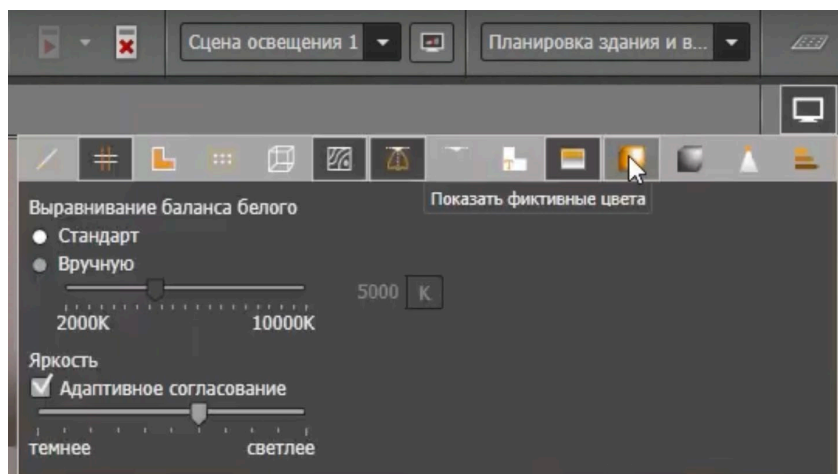 Сцена освещения 1
Планировка здания и в...
T
Показать фиктивные цвета
Выравнивание баланса белого
Стандарт
Вручную
5000 K
2000K 10000K
Яркость
Адаптивное согласование
темнее светлее